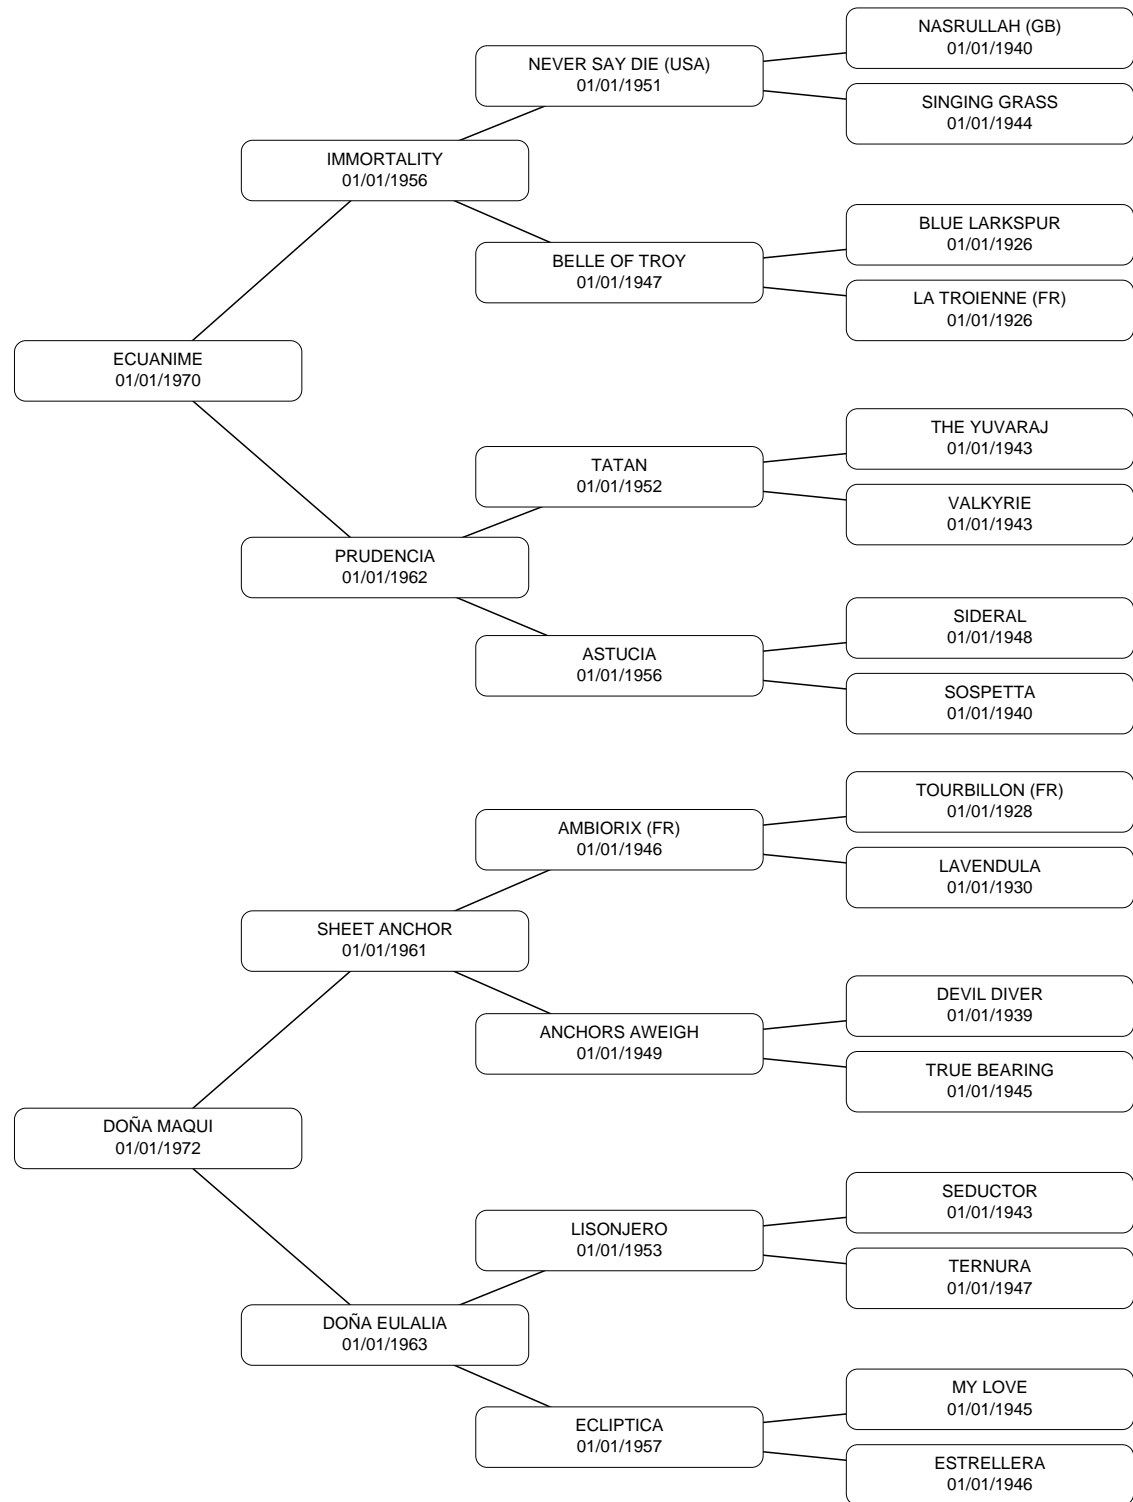 NASRULLAH (GB)
01/01/1940
NEVER SAY DIE (USA)
01/01/1951
SINGING GRASS
01/01/1944
IMMORTALITY
01/01/1956
BLUE LARKSPUR
01/01/1926
BELLE OF TROY
01/01/1947
LA TROIENNE (FR)
01/01/1926
ECUANIME
01/01/1970
THE YUVARAJ
01/01/1943
TATAN
01/01/1952
VALKYRIE
01/01/1943
PRUDENCIA
01/01/1962
SIDERAL
01/01/1948
ASTUCIA
01/01/1956
SOSPETTA
01/01/1940
TOURBILLON (FR)
01/01/1928
AMBIORIX (FR)
01/01/1946
LAVENDULA
01/01/1930
SHEET ANCHOR
01/01/1961
DEVIL DIVER
01/01/1939
ANCHORS AWEIGH
01/01/1949
TRUE BEARING
01/01/1945
DOÑA MAQUI
01/01/1972
SEDUCTOR
01/01/1943
LISONJERO
01/01/1953
TERNURA
01/01/1947
DOÑA EULALIA
01/01/1963
MY LOVE
01/01/1945
ECLIPTICA
01/01/1957
ESTRELLERA
01/01/1946